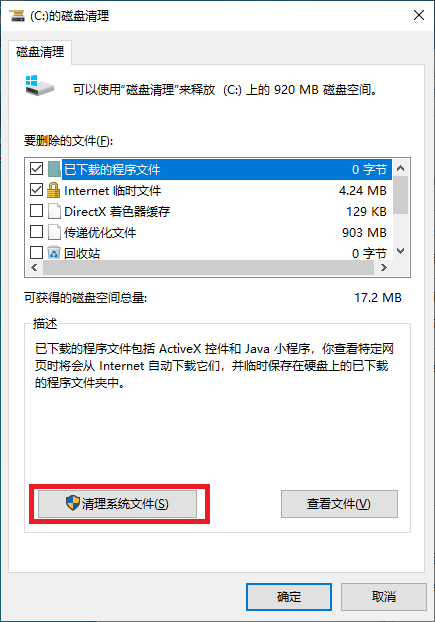 (C:)的磁盘清理
磁盘清理
可以使用“磁盘清理”来释放 (C:) 上的 920 MB 磁盘空间。
要删除的文件(F):
已下载的程序文件 0 字节
Internet 临时文件 4.24 MB
DirectX 着色器缓存 129 KB
传递优化文件 903 MB
回收站 0 字节
可获得的磁盘空间总量: 17.2 MB
描述
已下载的程序文件包括 ActiveX 控件和 Java 小程序，你查看特定网
页时将会从 Internet 自动下载它们，并临时保存在硬盘上的已下载
的程序文件夹中。
清理系统文件(S)
查看文件(V)
确定
取消